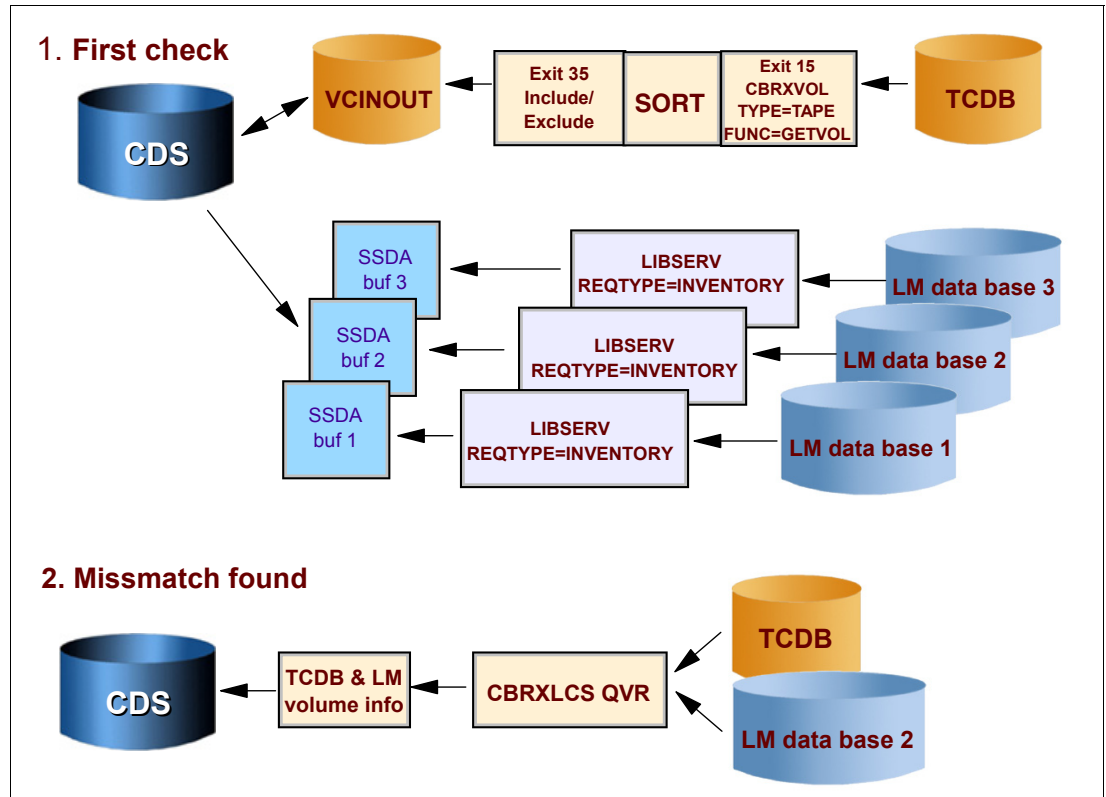 1. First check
CDS
VCINOUT
Exit 35
Include/
Exclude
SORT
Exit 15
CBRXVOL
TYPE=TAPE
FUNC=GETVOL
TCDB
SSDA
buf 3
LIBSERV
REQTYPE=INVENTORY
LM data base 3
SSDA
buf 2
LIBSERV
REQTYPE=INVENTORY
LM data base 2
SSDA
buf 1
LIBSERV
REQTYPE=INVENTORY
LM data base 1
2. Missmatch found
CDS
TCDB & LM
volume info
CBRXLCS QVR
TCDB
LM data base 2